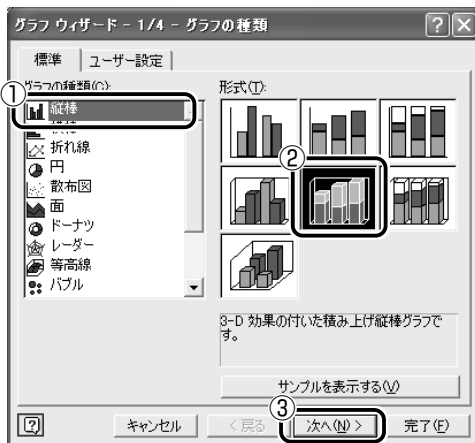 グラフ ウィザード - 1/4 - グラフの種類
標準
ユーザー設定
グラフの種類(C):
形式(T):
①
縦棒
横棒
折れ線
円
散布図
面
ドーナツ
レーダー
等高線
バブル
②
3-D 効果の付いた積み上げ縦棒グラフで
す。
サンプルを表示する(V)
③
キャンセル
< 戻る
次へ(N) >
完了(F)